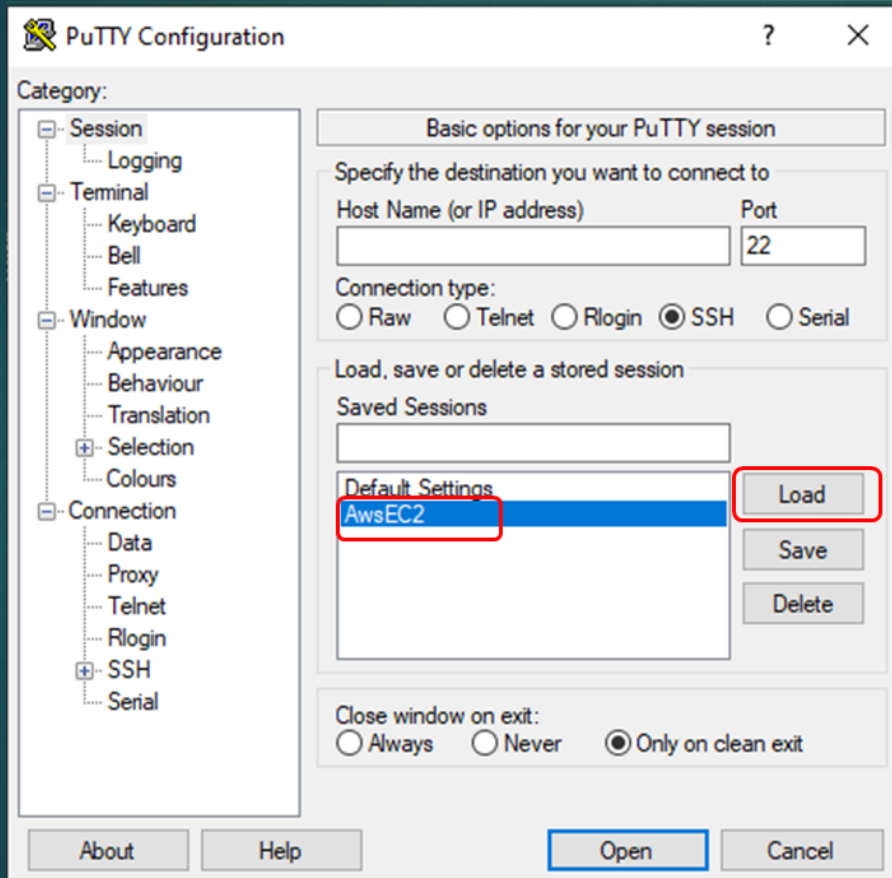 PuTTY Configuration
?
Category:
Session
Logging
Terminal
Keyboard
Bell
Features
Window
Appearance
Behaviour
Translation
Selection
Colours
Connection
Data
Proxy
Telnet
Rlogin
SSH
Serial
Basic options for your PuTTY session
Specify the destination you want to connect to
Host Name (or IP address) Port
22
Connection type:
Raw Telnet Rlogin SSH Serial
Load, save or delete a stored session
Saved Sessions
Default Settings
AwsEC2
Load
Save
Delete
Close window on exit:
Always Never Only on clean exit
About Help Open Cancel